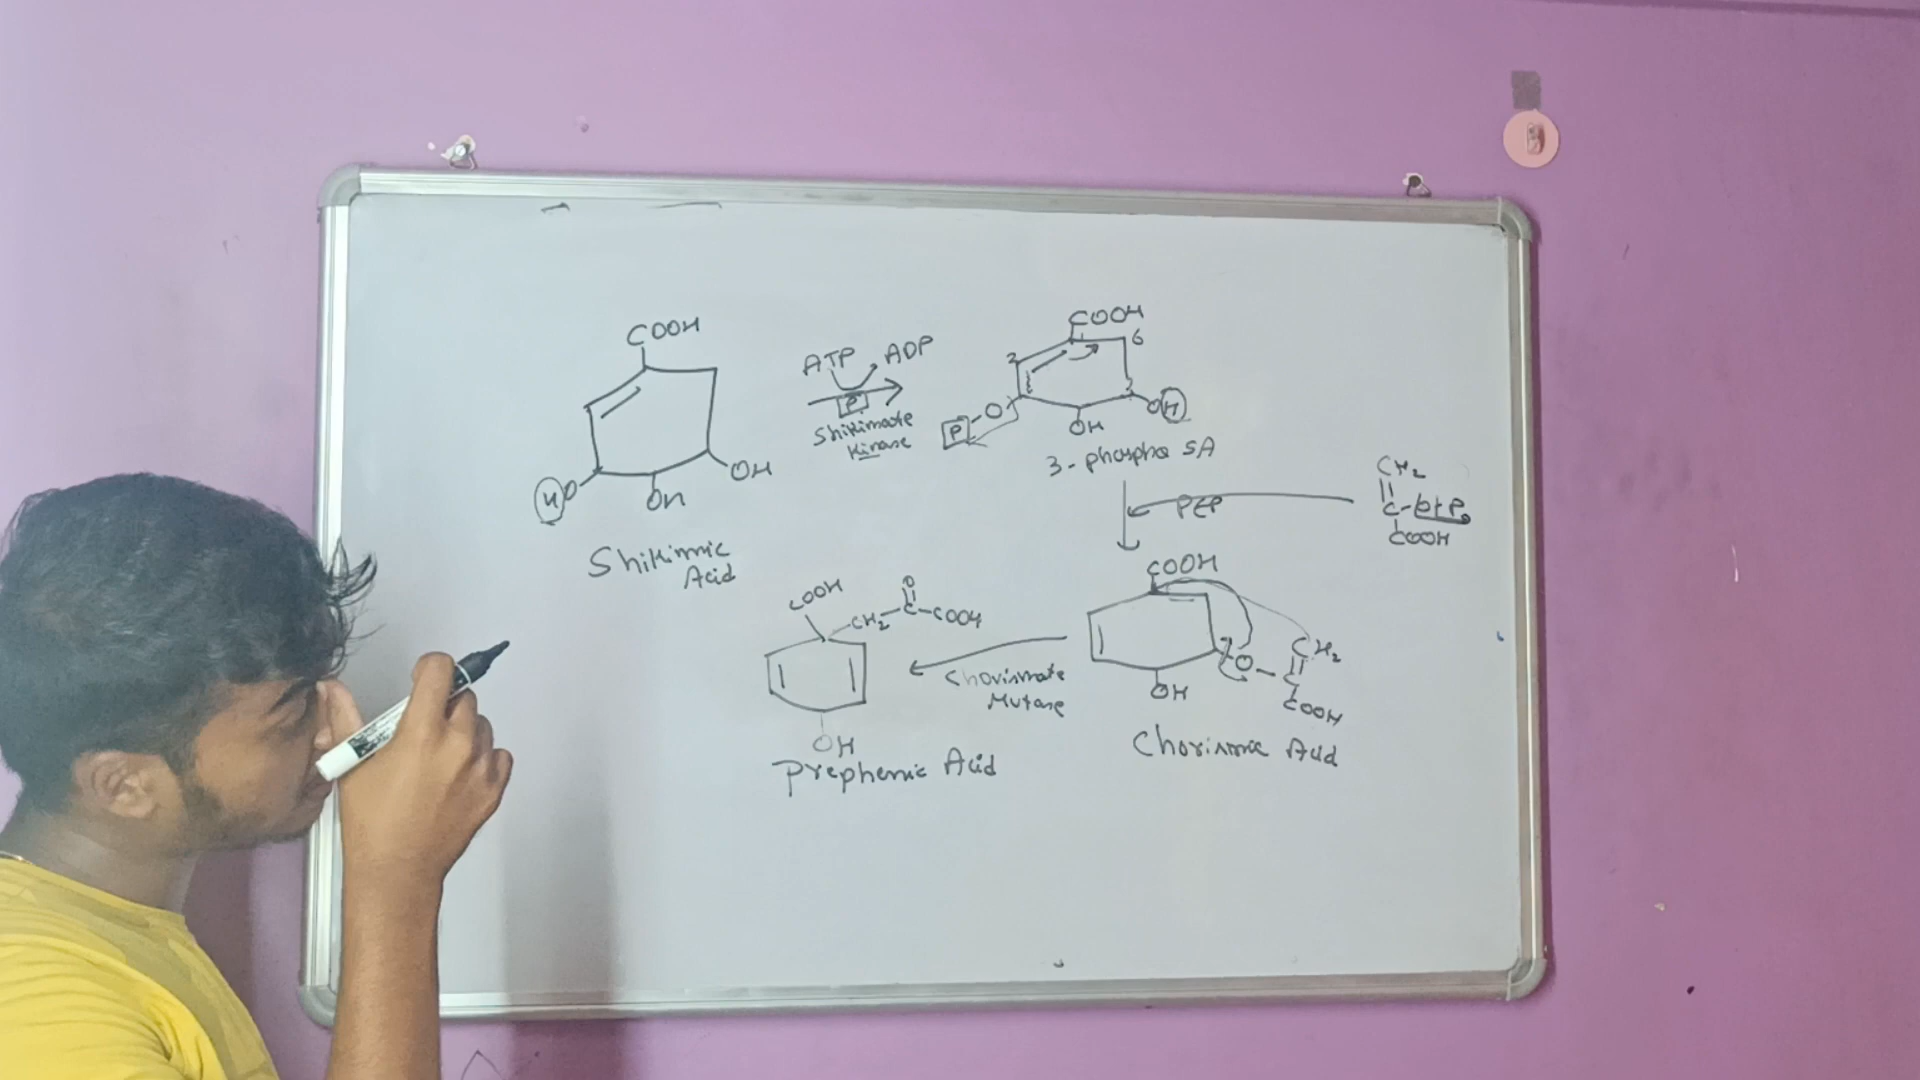 COOH
HO
OH
OH
Shikimic
Acid
ATP ADP
P
Shikimate
Kinase
COOH
2
6
P-O
OH
OH
3-phospho SA
PEP
CH2
||
C-O+P
COOH
COOH
O
CH2
COOH
OH
Chorismic Acid
Chorismate
Mutase
COOH
O
||
CH2-C-COOH
OH
Prephenic Acid